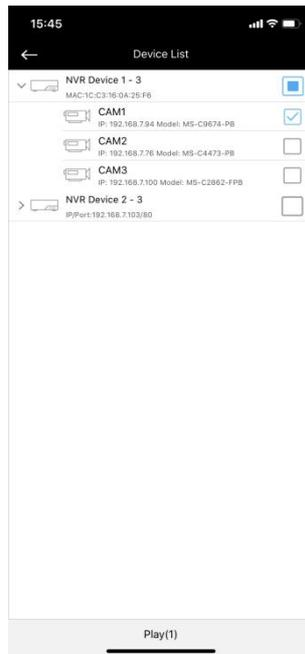 15:45
Device List
NVR Device 1 - 3
MAC:1C:C3:16:0A:25:F6
CAM1
IP: 192.168.7.94 Model: MS-C9674-PB
CAM2
IP: 192.168.7.76 Model: MS-C4473-PB
CAM3
IP: 192.168.7.100 Model: MS-C2862-FPB
NVR Device 2 - 3
IP/Port:192.168.7.103/80
Play(1)